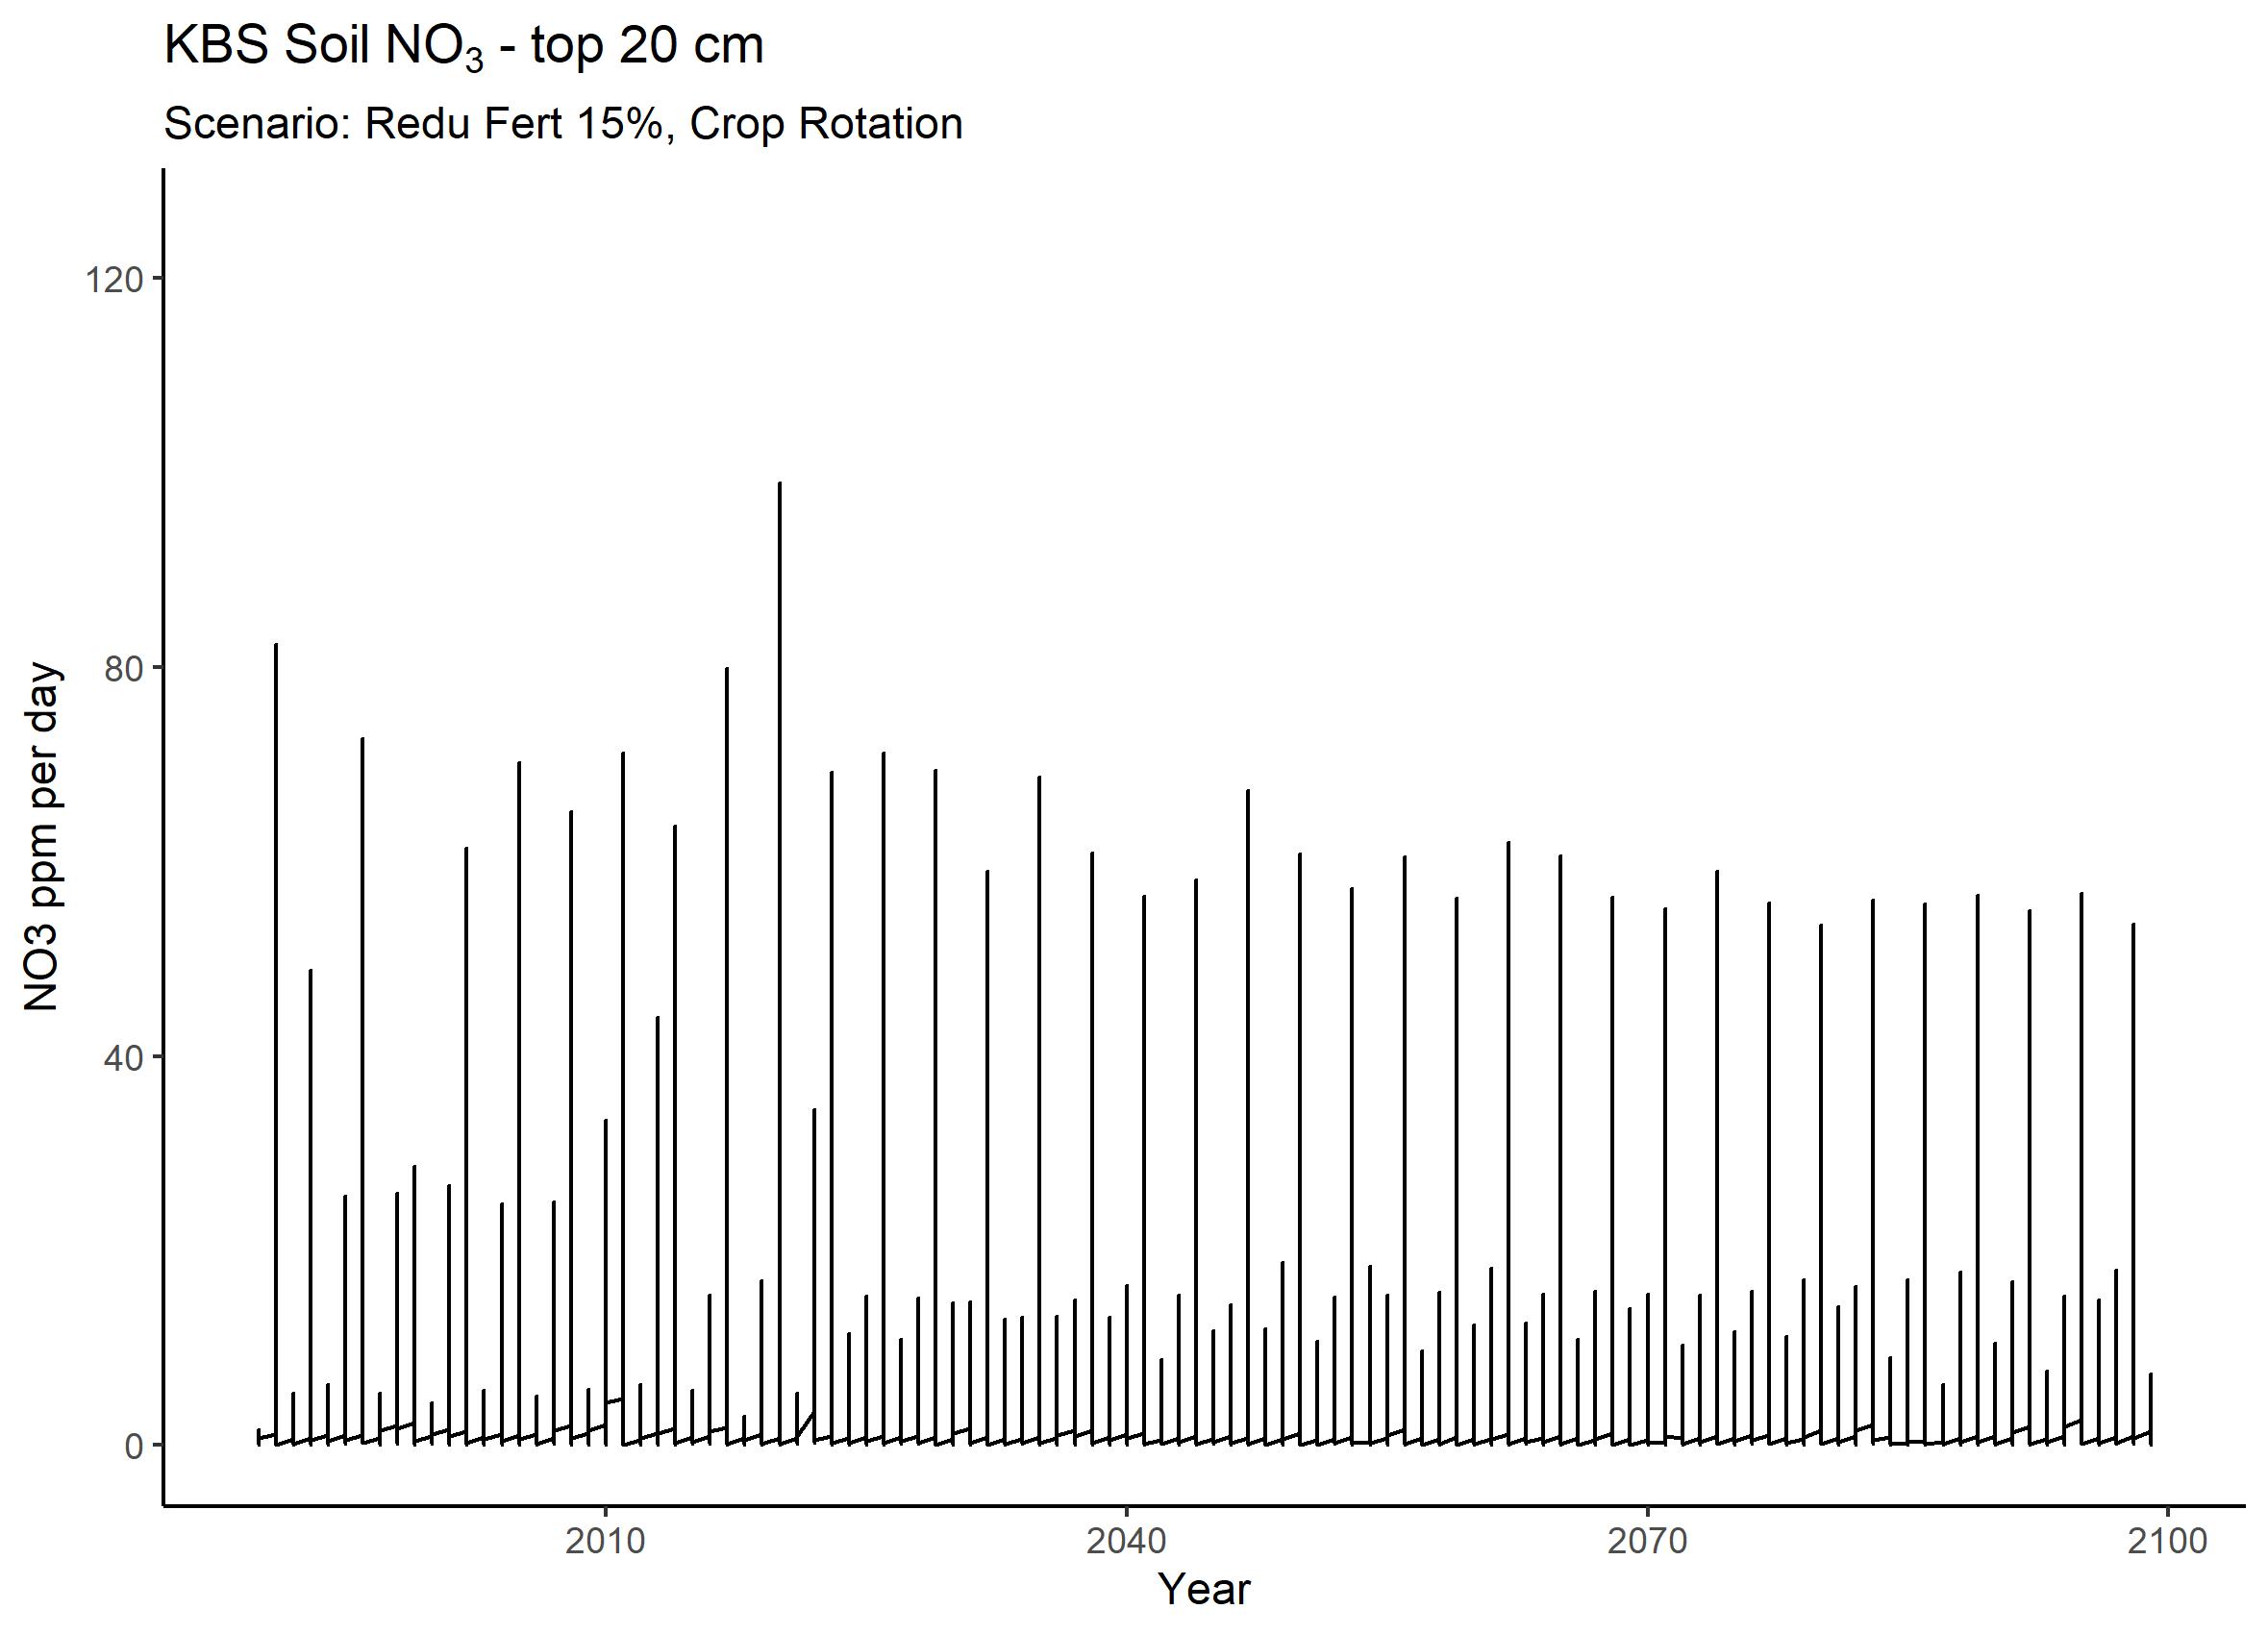 KBS Soil NO₃ - top 20 cm
Scenario: Redu Fert 15%, Crop Rotation
NO3 ppm per day
120
80
40
0
2010 2040 2070 2100
Year